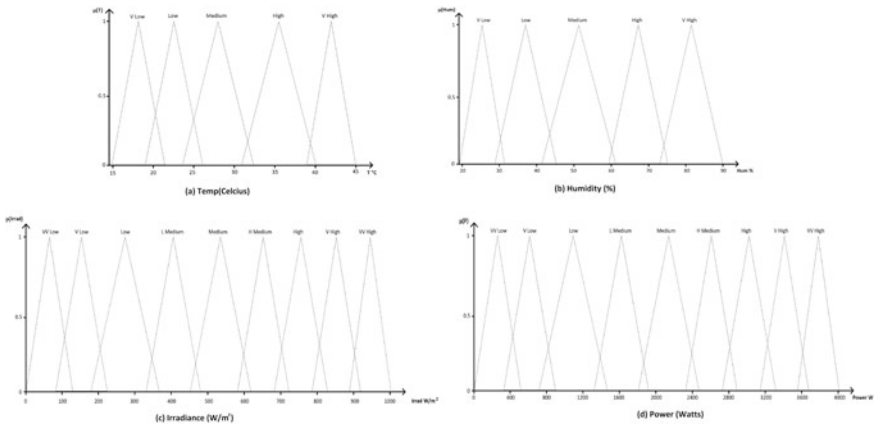 μ(T)
V Low Low Medium High V High
1
0.5
0
15 20 25 30 35 40 45 T °C
(a) Temp(Celcius)
μ(Hum)
V Low Low Medium High V High
1
0.5
0
20 30 40 50 60 70 80 90 Hum %
(b) Humidity (%)
μ(Irrad)
VV Low V Low Low L Medium Medium H Medium High V High VV High
1
0.5
0
0 100 200 300 400 500 600 700 800 900 1000 Irrad W/m²
(c) Irradiance (W/m²)
μ(P)
VV Low V Low Low L Medium Medium H Medium High V High VV High
1
0.5
0
0 400 800 1200 1600 2000 2400 2800 3200 3600 4000 Power W
(d) Power (Watts)